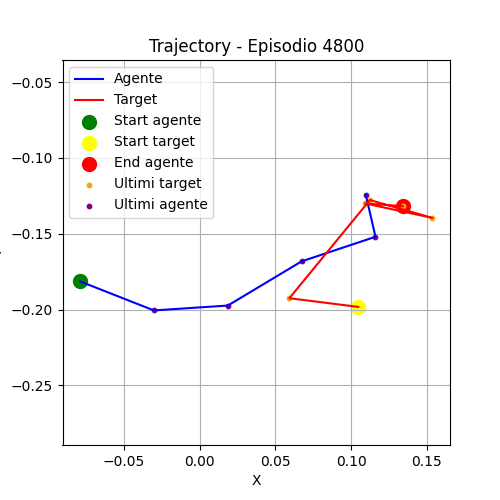 Trajectory - Episodio 4800
Agente
Target
Start agente
Start target
End agente
Ultimi target
Ultimi agente
−0.05
−0.10
−0.15
−0.20
−0.25
−0.05
0.00
0.05
0.10
0.15
X